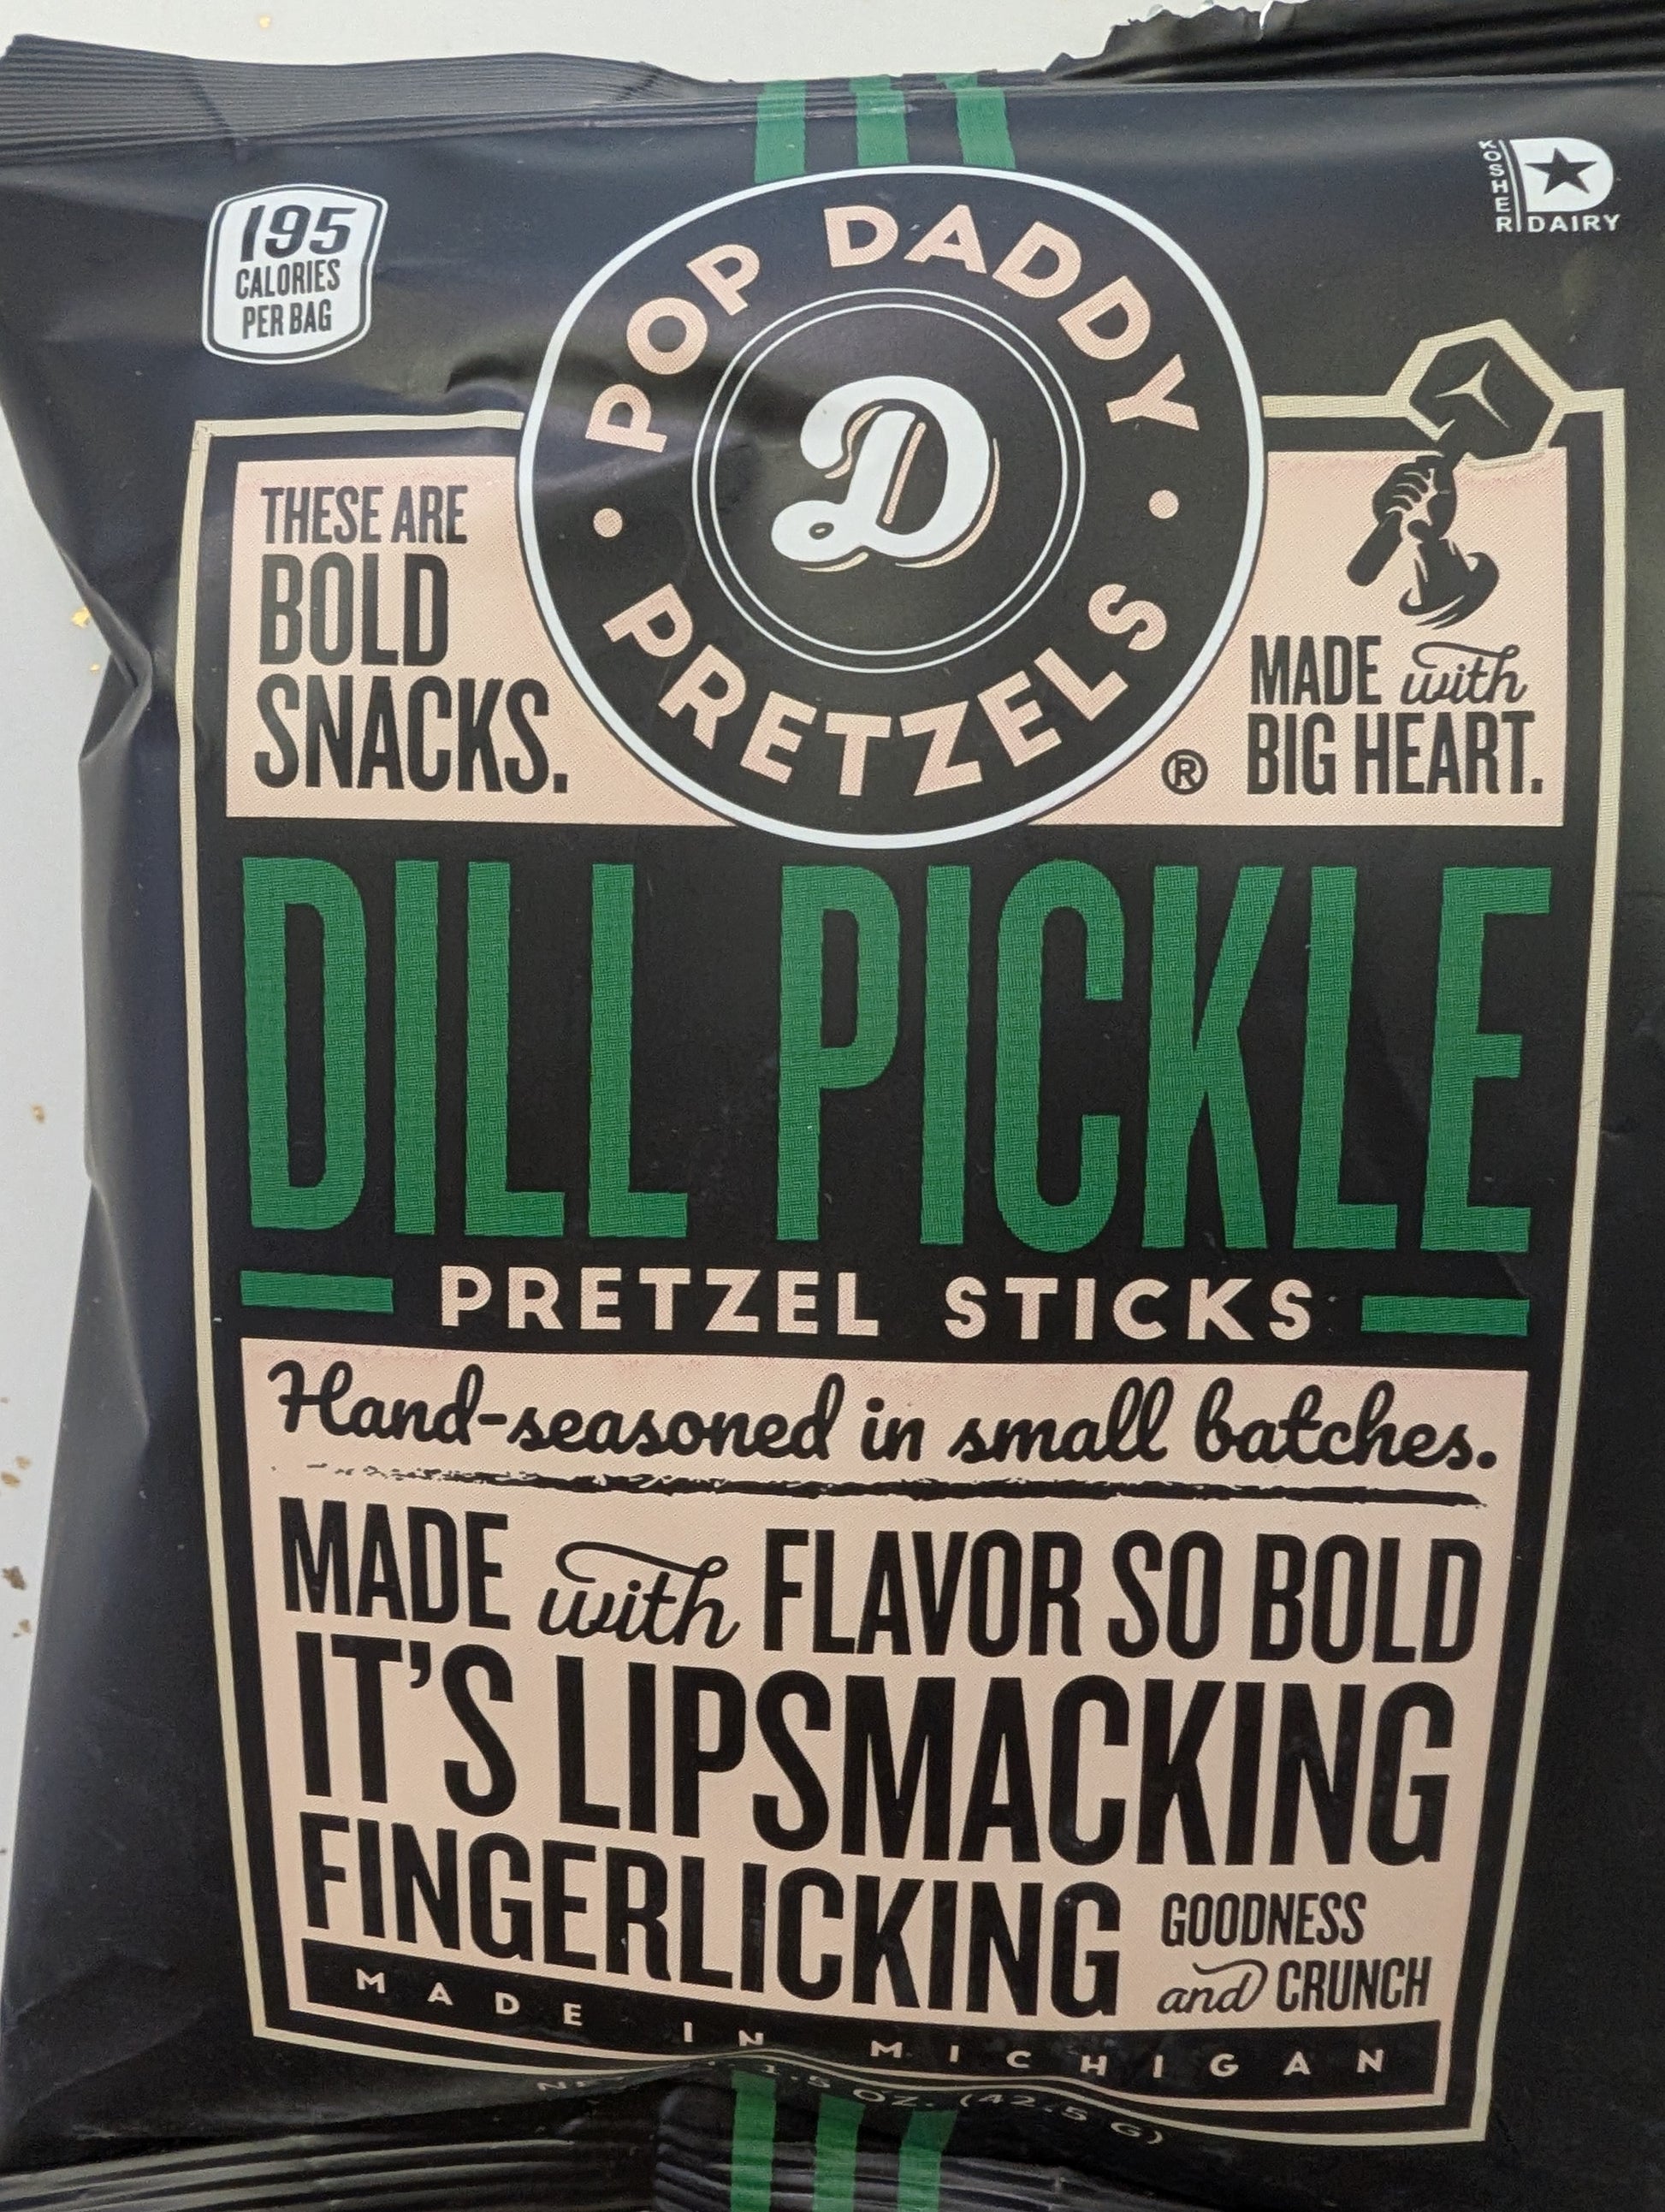 195
CALORIES
PER BAG
KOSHER
D
DAIRY
POP DADDY
D
PRETZELS
®
THESE ARE
BOLD
SNACKS.
MADE with
BIG HEART.
DILL PICKLE
PRETZEL STICKS
Hand-seasoned in small batches.
MADE with FLAVOR SO BOLD
IT'S LIPSMACKING
FINGERLICKING
GOODNESS
and CRUNCH
MADE IN MICHIGAN
1.5 OZ. (42.5 G)